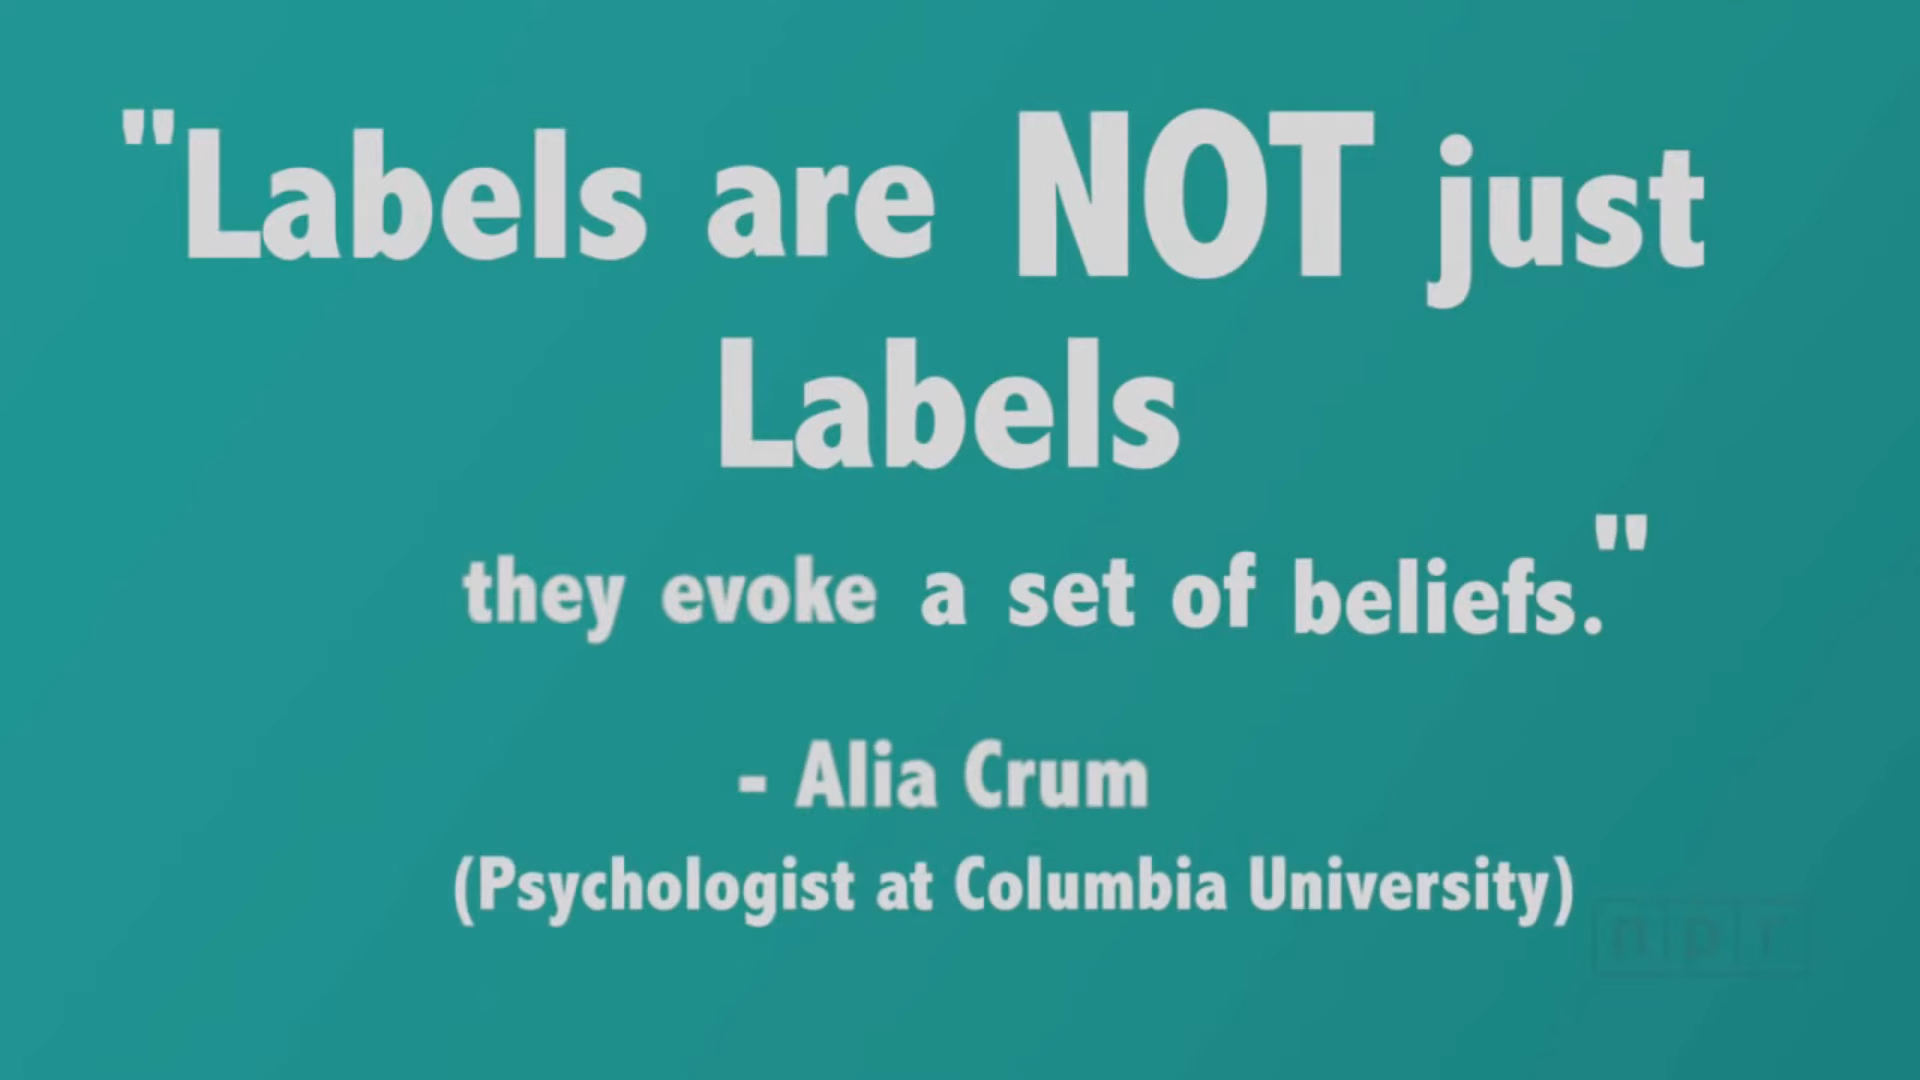 "Labels are NOT just
Labels
they evoke a set of beliefs."
- Alia Crum
(Psychologist at Columbia University)
npr